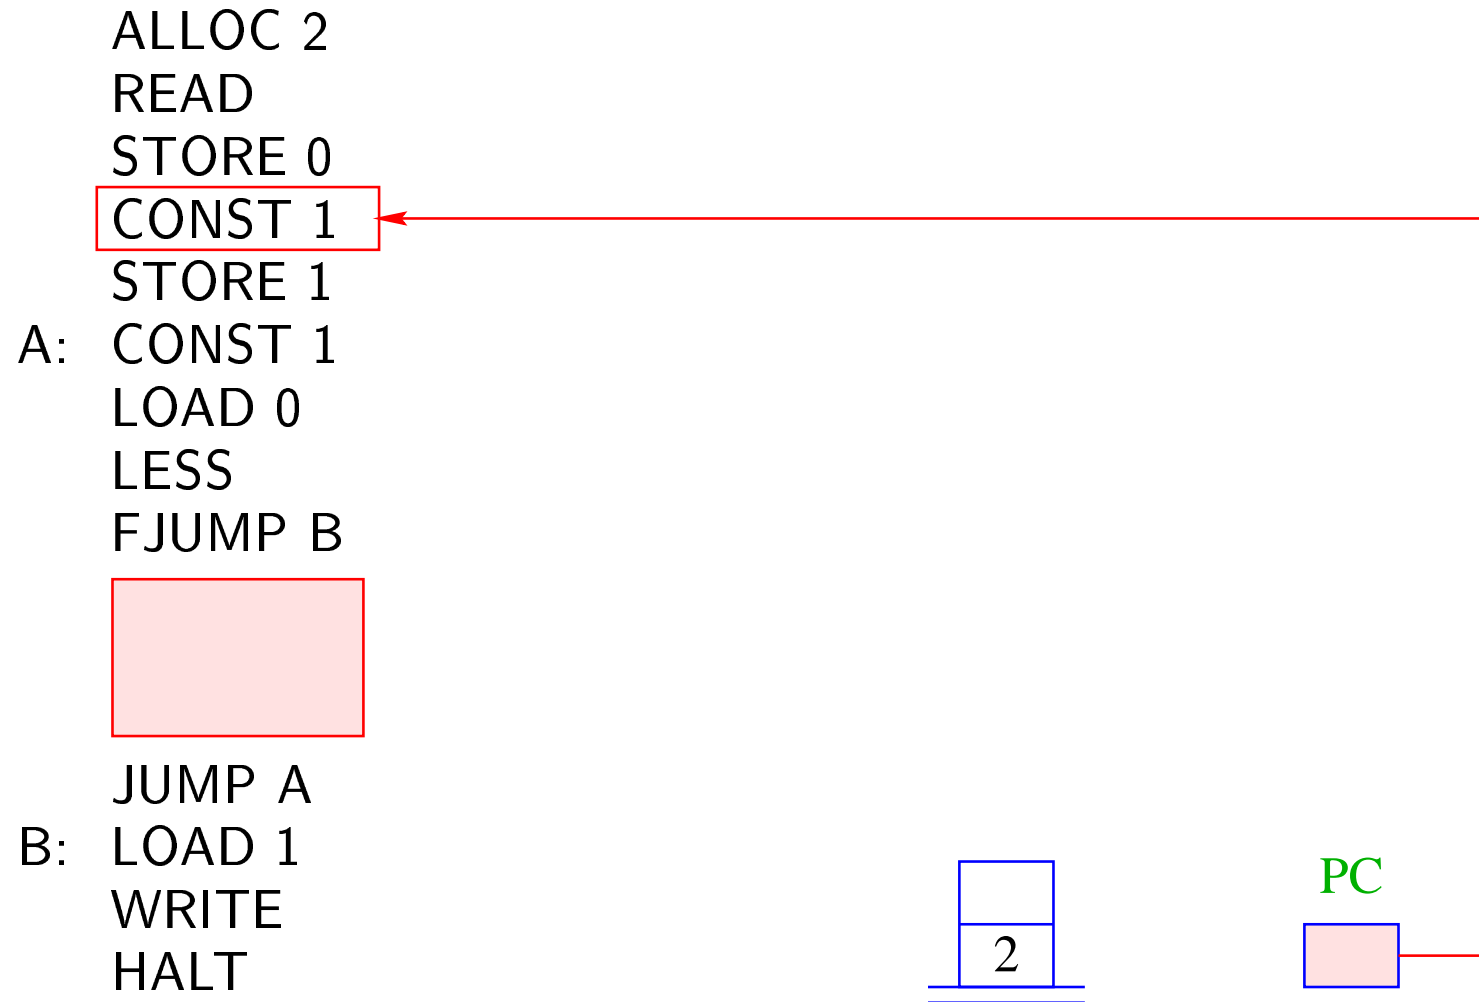 ALLOC 2
READ
STORE 0
CONST 1
STORE 1
A: CONST 1
LOAD 0
LESS
FJUMP B
JUMP A
B: LOAD 1
WRITE
HALT
PC
2